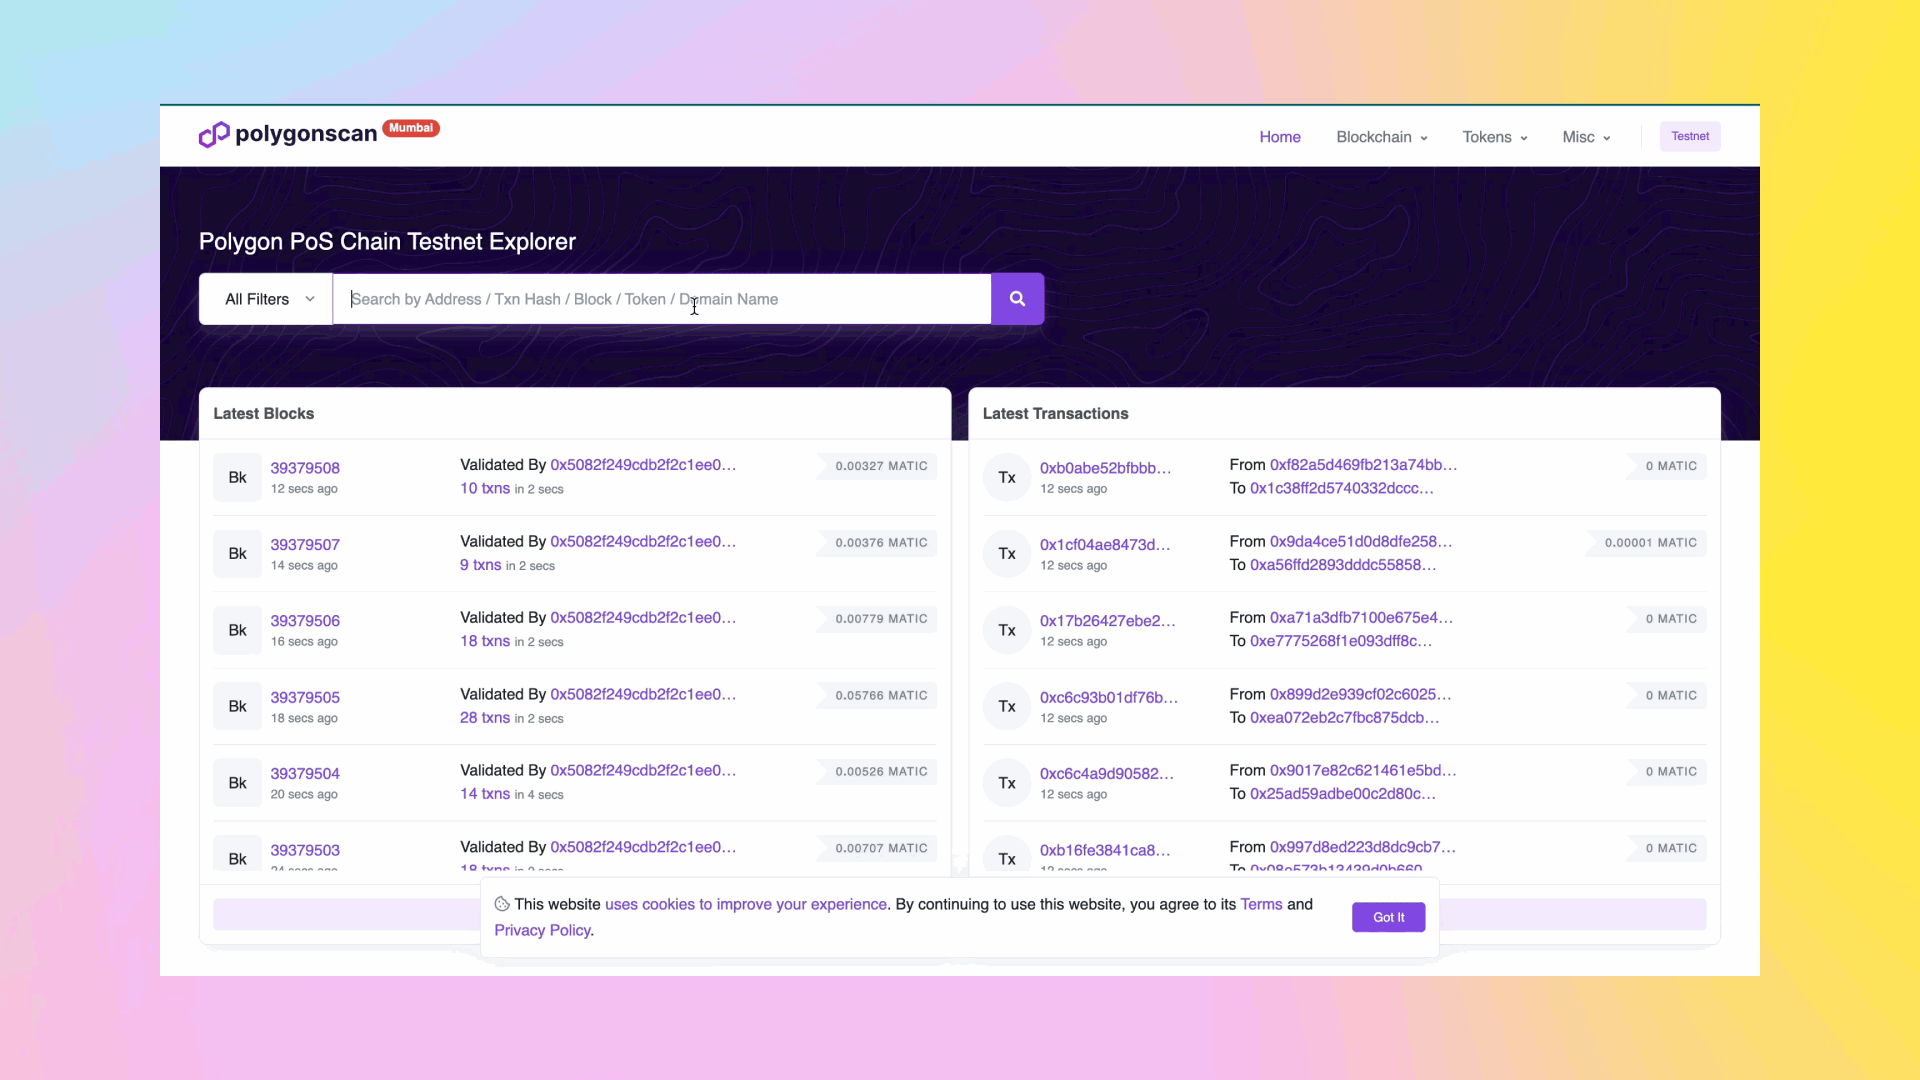 polygonscan Mumbai
Home Blockchain Tokens Misc Testnet
Polygon PoS Chain Testnet Explorer
All Filters Search by Address / Txn Hash / Block / Token / Domain Name
Latest Blocks
Bk 39379508 Validated By 0x5082f249cdb2f2c1ee0... 0.00327 MATIC
12 secs ago 10 txns in 2 secs
Bk 39379507 Validated By 0x5082f249cdb2f2c1ee0... 0.00376 MATIC
14 secs ago 9 txns in 2 secs
Bk 39379506 Validated By 0x5082f249cdb2f2c1ee0... 0.00779 MATIC
16 secs ago 18 txns in 2 secs
Bk 39379505 Validated By 0x5082f249cdb2f2c1ee0... 0.05766 MATIC
18 secs ago 28 txns in 2 secs
Bk 39379504 Validated By 0x5082f249cdb2f2c1ee0... 0.00526 MATIC
20 secs ago 14 txns in 4 secs
Bk 39379503 Validated By 0x5082f249cdb2f2c1ee0... 0.00707 MATIC
Latest Transactions
Tx 0xb0abe52bfbbb... From 0xf82a5d469fb213a74bb... 0 MATIC
12 secs ago To 0x1c38ff2d5740332dccc...
Tx 0x1cf04ae8473d... From 0x9da4ce51d0d8dfe258... 0.00001 MATIC
12 secs ago To 0xa56ffd2893dddc55858...
Tx 0x17b26427ebe2... From 0xa71a3dfb7100e675e4... 0 MATIC
12 secs ago To 0xe7775268f1e093dff8c...
Tx 0xc6c93b01df76b... From 0x899d2e939cf02c6025... 0 MATIC
12 secs ago To 0xea072eb2c7fbc875dcb...
Tx 0xc6c4a9d90582... From 0x9017e82c621461e5bd... 0 MATIC
12 secs ago To 0x25ad59adbe00c2d80c...
Tx 0xb16fe3841ca8... From 0x997d8ed223d8dc9cb7... 0 MATIC
This website uses cookies to improve your experience. By continuing to use this website, you agree to its Terms and
Privacy Policy.
Got It